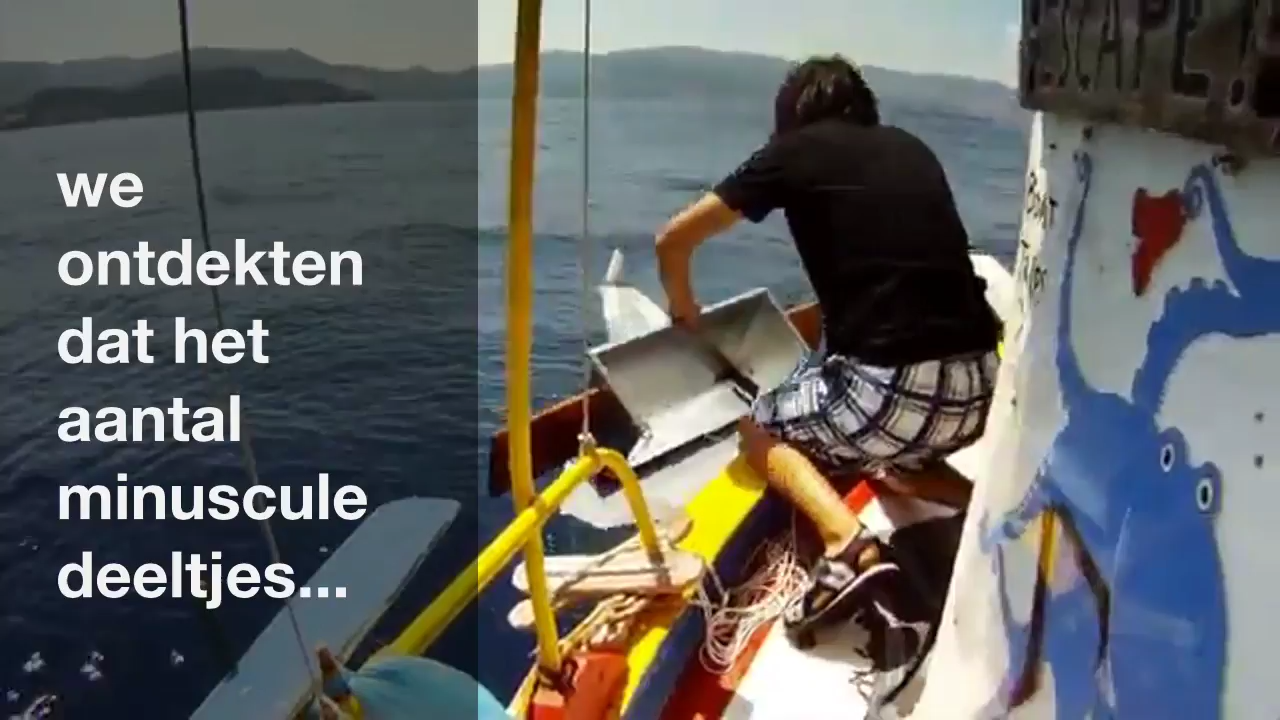 we
ontdekten
dat het
aantal
minuscule
deeltjes...